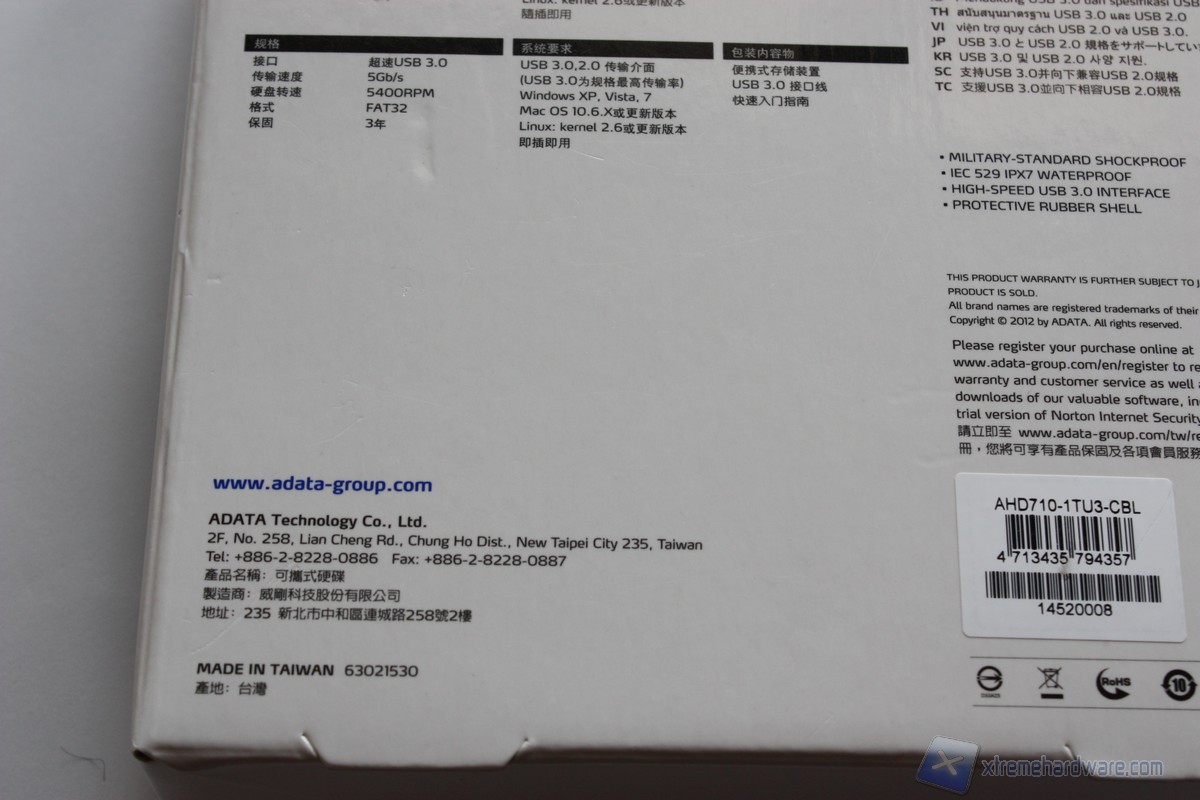 Linux: kernel 2.6或更新版本
隨插即用
规格
接口 超速USB 3.0
传输速度 5Gb/s
硬盘转速 5400RPM
格式 FAT32
保固 3年
系统要求
USB 3.0,2.0 传输介面
(USB 3.0为规格最高传输率)
Windows XP, Vista, 7
Mac OS 10.6.X或更新版本
Linux: kernel 2.6或更新版本
即插即用
包装内容物
便携式存储装置
USB 3.0 接口线
快速入门指南
TH สนับสนุนมาตรฐาน USB 3.0 และ USB 2.0
VI viện trợ quy cách USB 2.0 và USB 3.0.
JP USB 3.0 と USB 2.0 規格をサポートしてい
KR USB 3.0 및 USB 2.0 사양 지원.
SC 支持USB 3.0并向下兼容USB 2.0规格
TC 支援USB 3.0並向下相容USB 2.0規格
• MILITARY-STANDARD SHOCKPROOF
• IEC 529 IPX7 WATERPROOF
• HIGH-SPEED USB 3.0 INTERFACE
• PROTECTIVE RUBBER SHELL
THIS PRODUCT WARRANTY IS FURTHER SUBJECT TO
PRODUCT IS SOLD.
All brand names are registered trademarks of their
Copyright © 2012 by ADATA. All rights reserved.
Please register your purchase online at
www.adata-group.com/en/register to re
warranty and customer service as well
downloads of our valuable software, in
trial version of Norton Internet Security
請立即至 www.adata-group.com/tw/re
冊，您將可享有產品保固及各項會員服務
www.adata-group.com
ADATA Technology Co., Ltd.
2F, No. 258, Lian Cheng Rd., Chung Ho Dist., New Taipei City 235, Taiwan
Tel: +886-2-8228-0886 Fax: +886-2-8228-0887
產品名稱: 可攜式硬碟
製造商: 威剛科技股份有限公司
地址: 235 新北市中和區連城路258號2樓
MADE IN TAIWAN 63021530
產地: 台灣
AHD710-1TU3-CBL
4 713435 794357
14520008
RoHS
10
xtremehardware.com